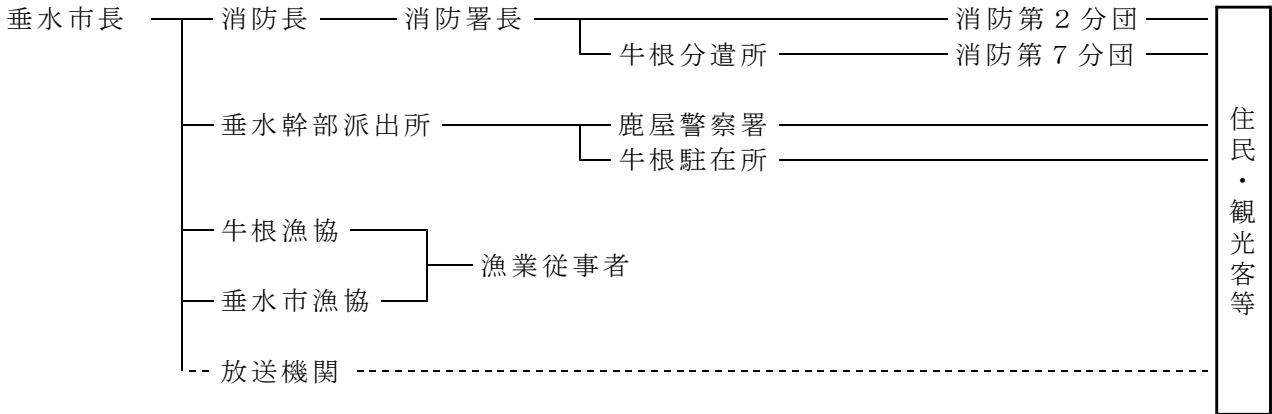 垂水市長 消防長 消防署長 消防第2分団
牛根分遣所 消防第7分団
垂水幹部派出所 鹿屋警察署
牛根駐在所
牛根漁協
漁業従事者
垂水市漁協
放送機関
住民・観光客等